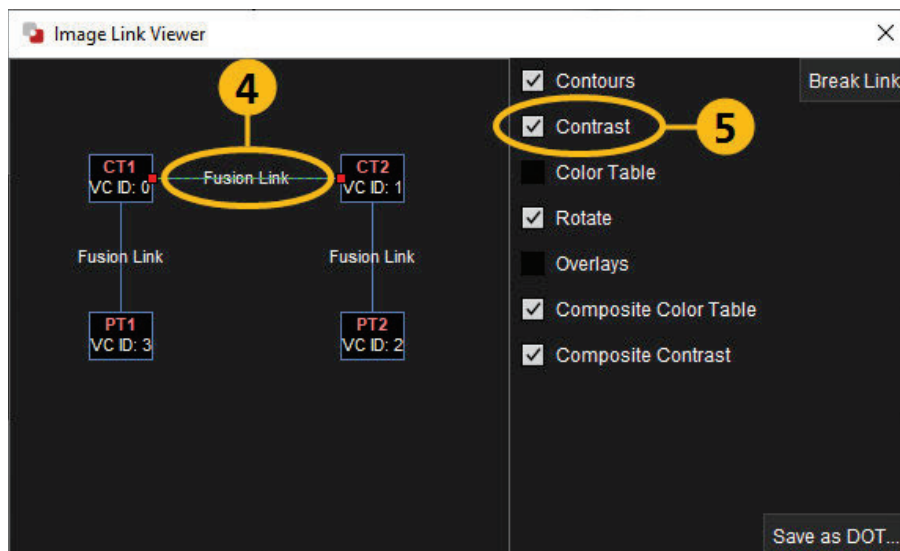 Image Link Viewer
4
CT1
VC ID: 0
Fusion Link
CT2
VC ID: 1
Fusion Link
Fusion Link
PT1
VC ID: 3
PT2
VC ID: 2
Contours
Break Link
Contrast
5
Color Table
Rotate
Overlays
Composite Color Table
Composite Contrast
Save as DOT...